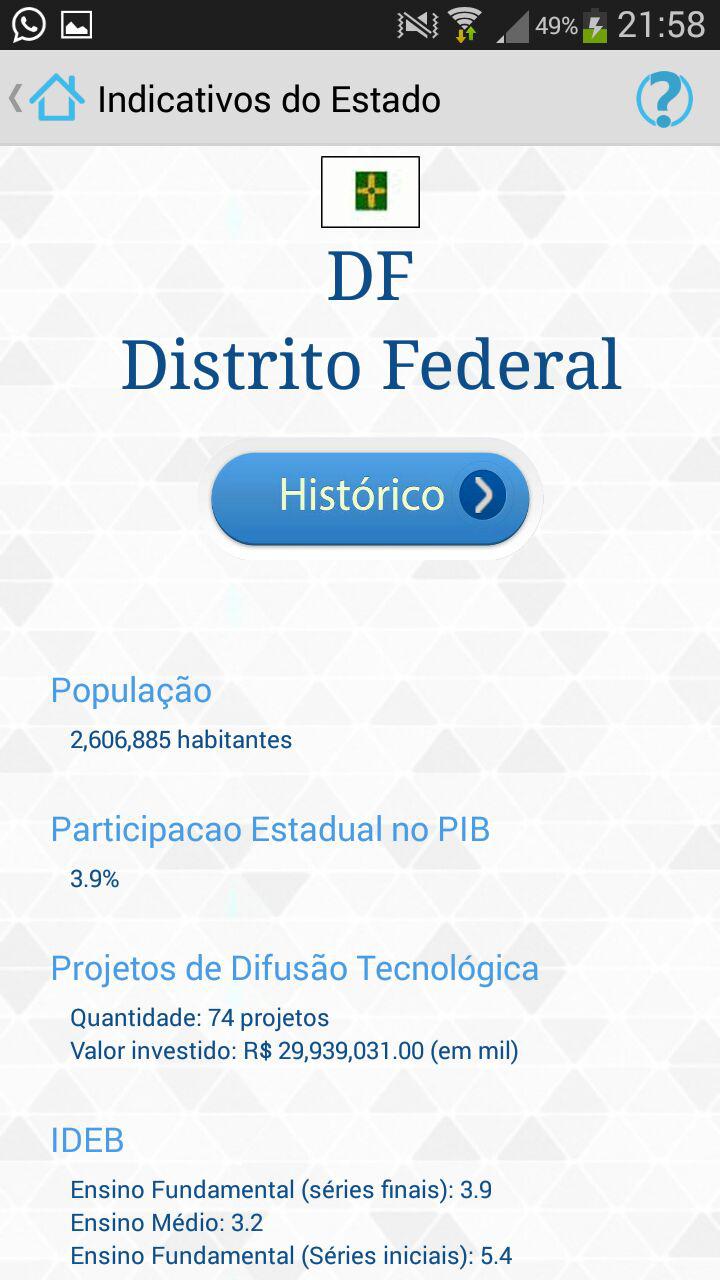 49% 21:58
Indicativos do Estado
DF
Distrito Federal
Histórico
População
2,606,885 habitantes
Participacao Estadual no PIB
3.9%
Projetos de Difusão Tecnológica
Quantidade: 74 projetos
Valor investido: R$ 29,939,031.00 (em mil)
IDEB
Ensino Fundamental (séries finais): 3.9
Ensino Médio: 3.2
Ensino Fundamental (Séries iniciais): 5.4